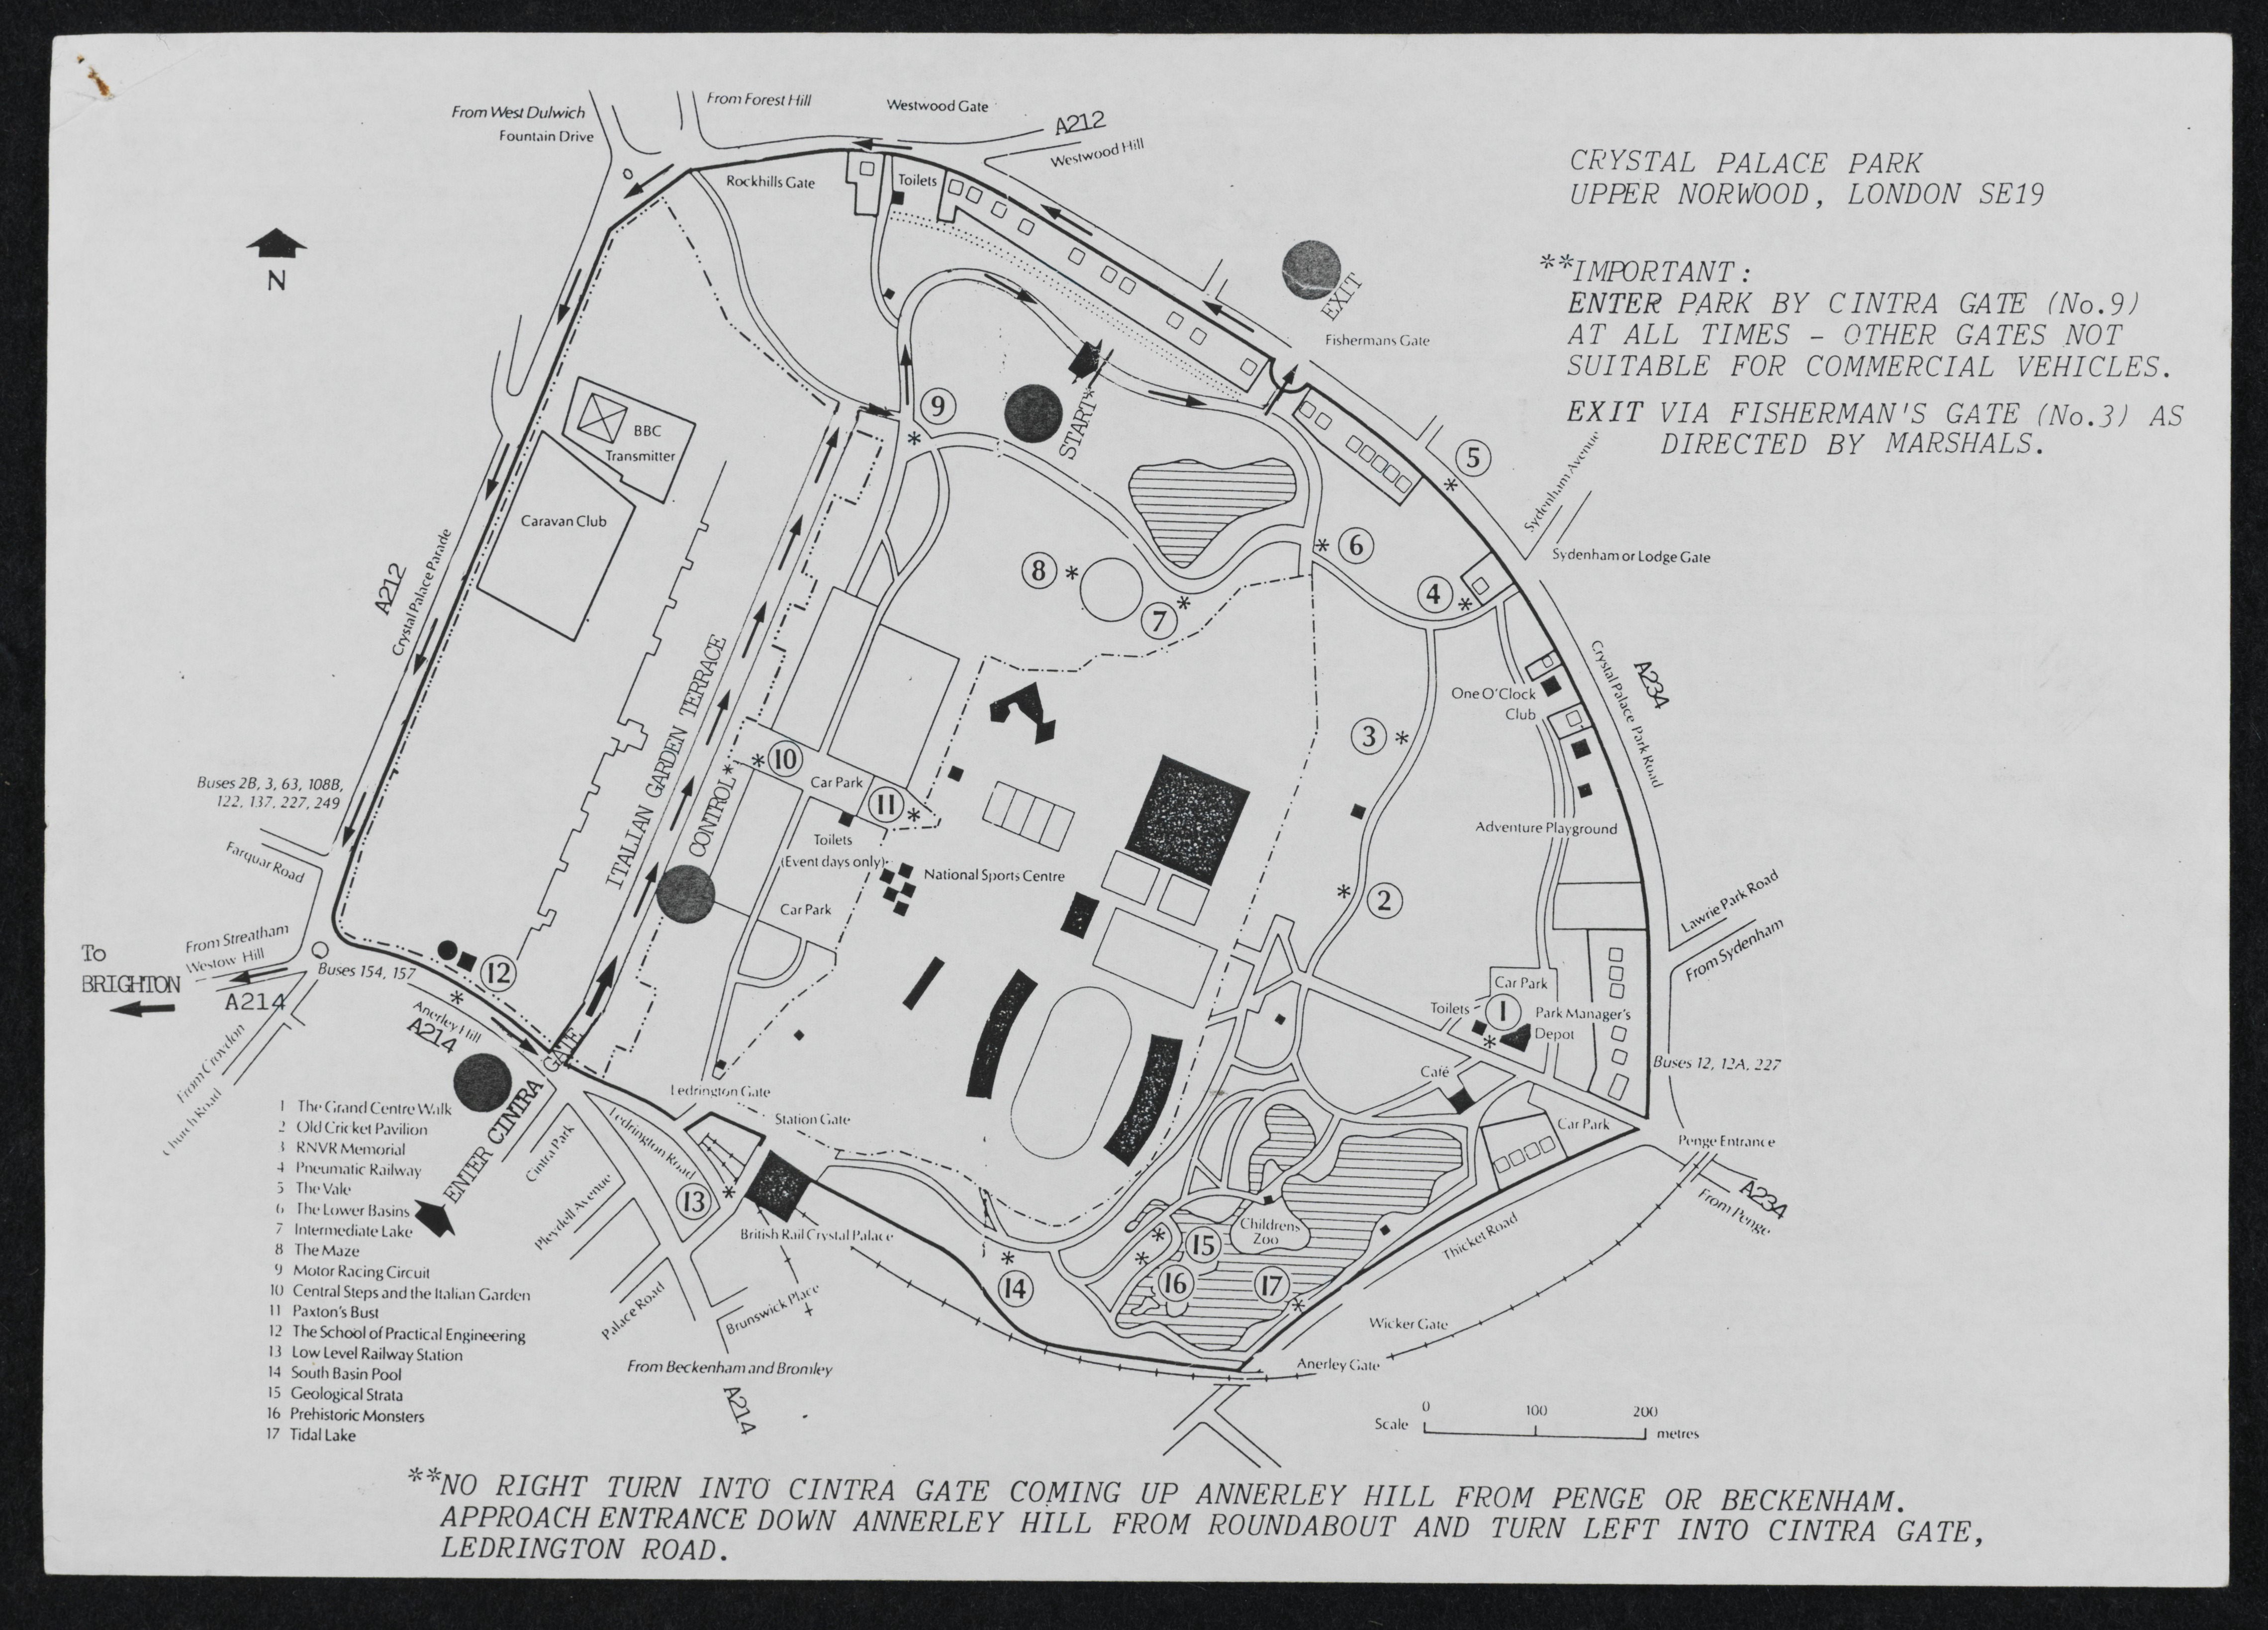 From West Dulwich
Fountain Drive
From Forest Hill
Westwood Gate
A212
Westwood Hill
Rockhills Gate
Toilets
CRYSTAL PALACE PARK
UPPER NORWOOD, LONDON SE19
**IMPORTANT:
ENTER PARK BY CINTRA GATE (No.9)
AT ALL TIMES - OTHER GATES NOT
SUITABLE FOR COMMERCIAL VEHICLES.
EXIT VIA FISHERMAN'S GATE (No.3) AS
DIRECTED BY MARSHALS.
N
EXIT
Fishermans Gate
START*
9
*
BBC
Transmitter
Caravan Club
A212
Crystal Palace Parade
5
*
Sydenham Avenue
Sydenham or Lodge Gate
* 6
4
*
8 *
7 *
ITALIAN GARDEN TERRACE
CONTROL*
* 10
Car Park
11 *
Toilets
(Event days only)
National Sports Centre
Car Park
3 *
* 2
One O'Clock
Club
Crystal Palace Park Road
A234
Adventure Playground
Lawrie Park Road
From Sydenham
Buses 2B, 3, 63, 108B,
122, 137, 227, 249
Farquar Road
To
BRIGHTON
From Streatham
Westow Hill
A214
Buses 154, 157
12
*
Anerley Hill
A214
From Croydon
Church Road
ENTER CINTRA GATE
Car Park
Toilets
1
*
Park Manager's
Depot
Buses 12, 12A, 227
Café
Car Park
Penge Entrance
A234
From Penge
Ledrington Gate
Station Gate
Ledrington Road
Cintra Park
Pleydell Avenue
13 *
British Rail Crystal Palace
Palace Road
Brunswick Place
From Beckenham and Bromley
A214
*
14
*
15
*
16
17
*
Childrens
Zoo
Thicket Road
Wicker Gate
Anerley Gate
1 The Grand Centre Walk
2 Old Cricket Pavilion
3 RNVR Memorial
4 Pneumatic Railway
5 The Vale
6 The Lower Basins
7 Intermediate Lake
8 The Maze
9 Motor Racing Circuit
10 Central Steps and the Italian Garden
11 Paxton's Bust
12 The School of Practical Engineering
13 Low Level Railway Station
14 South Basin Pool
15 Geological Strata
16 Prehistoric Monsters
17 Tidal Lake
Scale 0 100 200 metres
**NO RIGHT TURN INTO CINTRA GATE COMING UP ANNERLEY HILL FROM PENGE OR BECKENHAM.
APPROACH ENTRANCE DOWN ANNERLEY HILL FROM ROUNDABOUT AND TURN LEFT INTO CINTRA GATE,
LEDRINGTON ROAD.